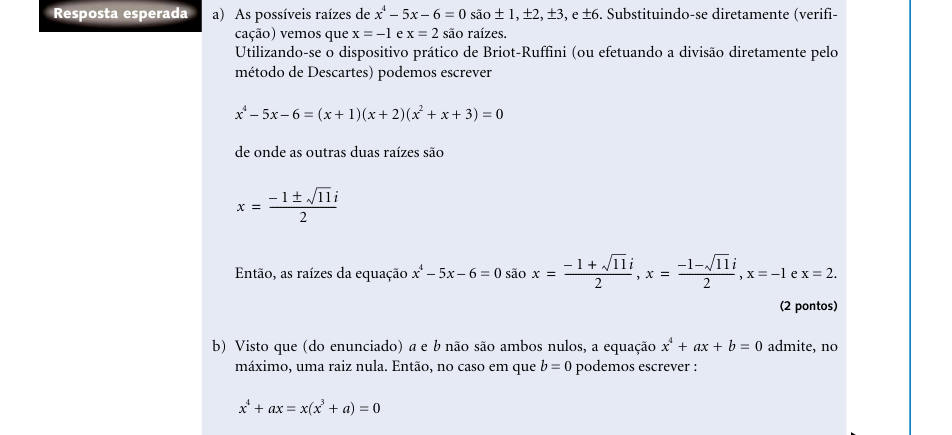 Resposta esperada
a) As possíveis raízes de x⁴ – 5x – 6 = 0 são ± 1, ±2, ±3, e ±6. Substituindo-se diretamente (verifi-
cação) vemos que x = –1 e x = 2 são raízes.
Utilizando-se o dispositivo prático de Briot-Ruffini (ou efetuando a divisão diretamente pelo
método de Descartes) podemos escrever
x⁴ – 5x – 6 = (x + 1)(x + 2)(x² + x + 3) = 0
de onde as outras duas raízes são
x = (– 1 ± √11 i)/2
Então, as raízes da equação x⁴ – 5x – 6 = 0 são x = (– 1 + √11 i)/2 , x = (–1–√11 i)/2 , x = –1 e x = 2.
(2 pontos)
b) Visto que (do enunciado) a e b não são ambos nulos, a equação x⁴ + ax + b = 0 admite, no
máximo, uma raiz nula. Então, no caso em que b = 0 podemos escrever :
x⁴ + ax = x(x³ + a) = 0